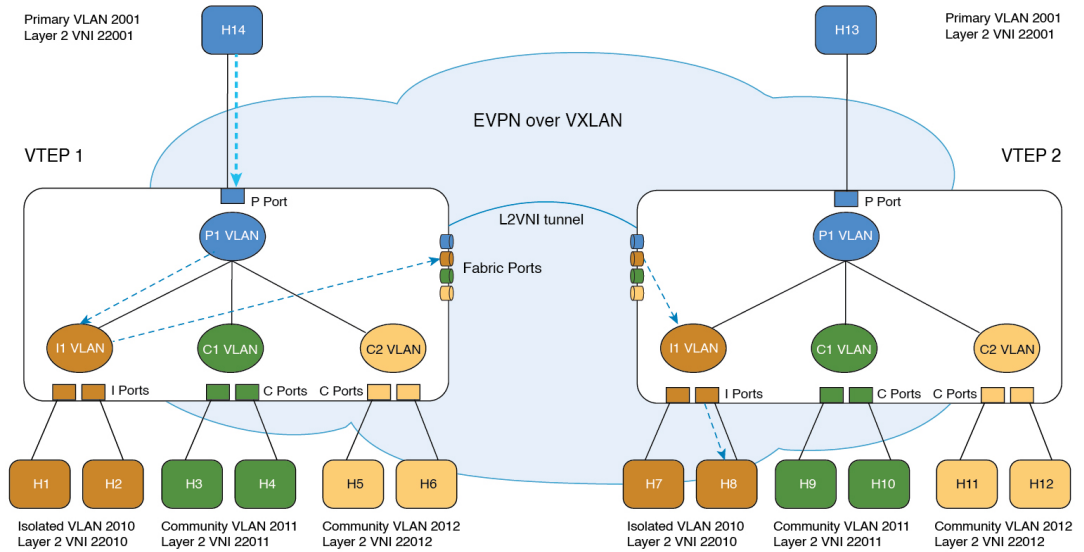 Primary VLAN 2001
Layer 2 VNI 22001
H14
H13
Primary VLAN 2001
Layer 2 VNI 22001
EVPN over VXLAN
VTEP 1
VTEP 2
P Port
P Port
P1 VLAN
L2VNI tunnel
P1 VLAN
Fabric Ports
I1 VLAN
C1 VLAN
C2 VLAN
I1 VLAN
C1 VLAN
C2 VLAN
I Ports
C Ports
C Ports
I Ports
C Ports
C Ports
H1
H2
H3
H4
H5
H6
H7
H8
H9
H10
H11
H12
Isolated VLAN 2010
Layer 2 VNI 22010
Community VLAN 2011
Layer 2 VNI 22011
Community VLAN 2012
Layer 2 VNI 22012
Isolated VLAN 2010
Layer 2 VNI 22010
Community VLAN 2011
Layer 2 VNI 22011
Community VLAN 2012
Layer 2 VNI 22012